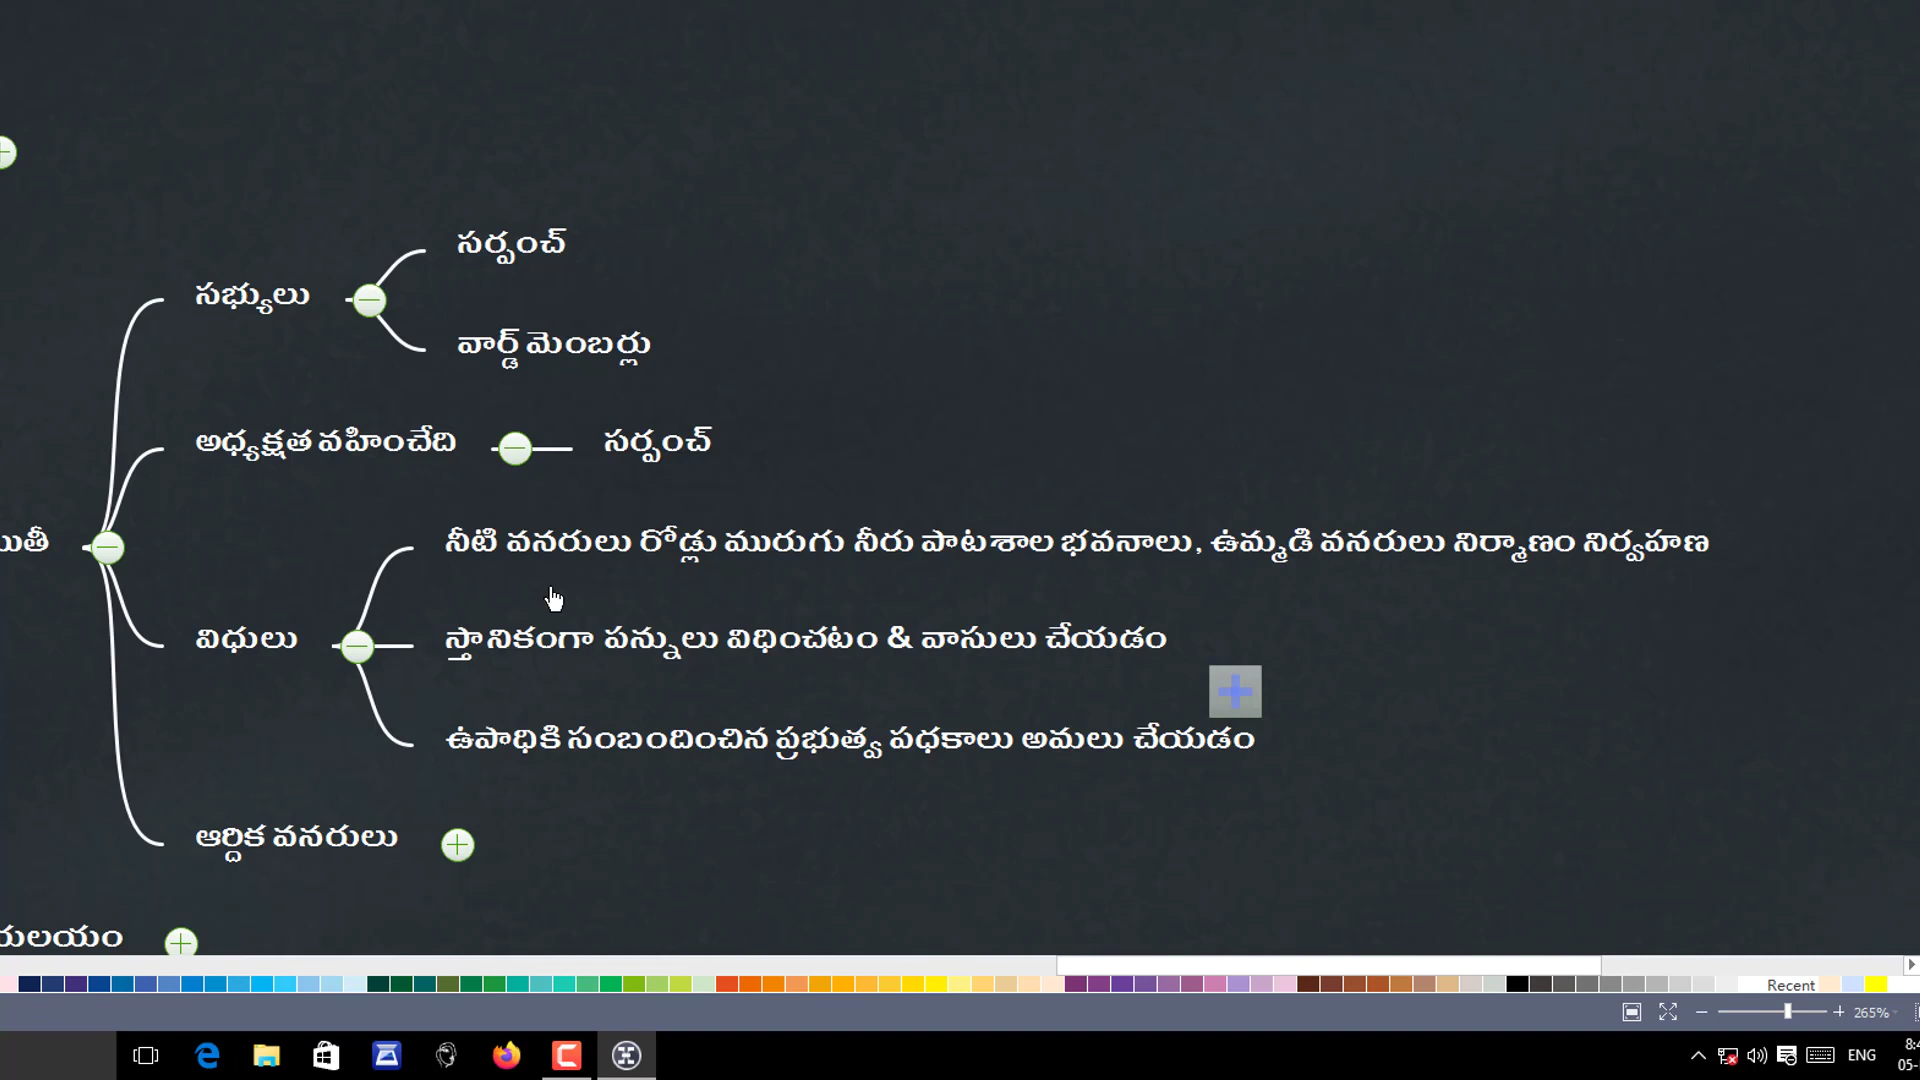 సర్పంచ్
సభ్యులు
వార్డ్ మెంబర్లు
అధ్యక్షత వహించేది
సర్పంచ్
నీటి వనరులు రోడ్లు మురుగు నీరు పాటశాల భవనాలు, ఉమ్మడి వనరులు నిర్మాణం నిర్వహణ
విధులు
స్తానికంగా పన్నులు విధించటం & వాసులు చేయడం
ఉపాధికి సంబందించిన ప్రభుత్వ పధకాలు అమలు చేయడం
ఆర్దిక వనరులు
Recent
265%
ENG